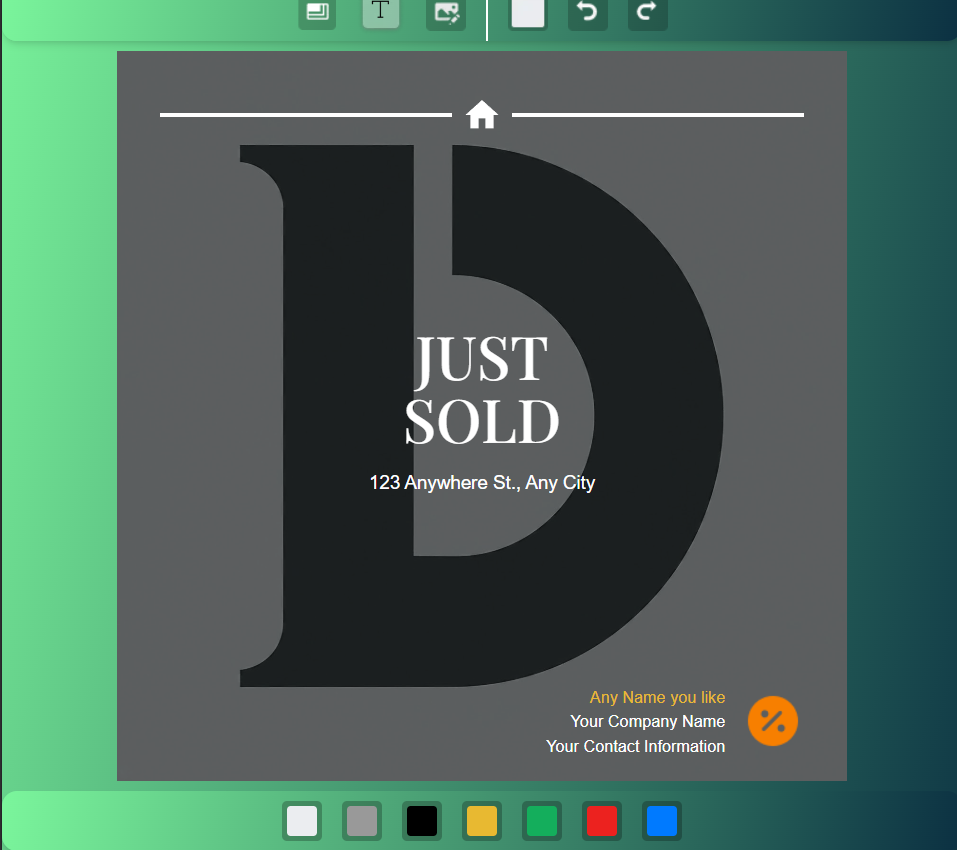 T
D
JUST
SOLD
123 Anywhere St., Any City
Any Name you like
Your Company Name
Your Contact Information
%